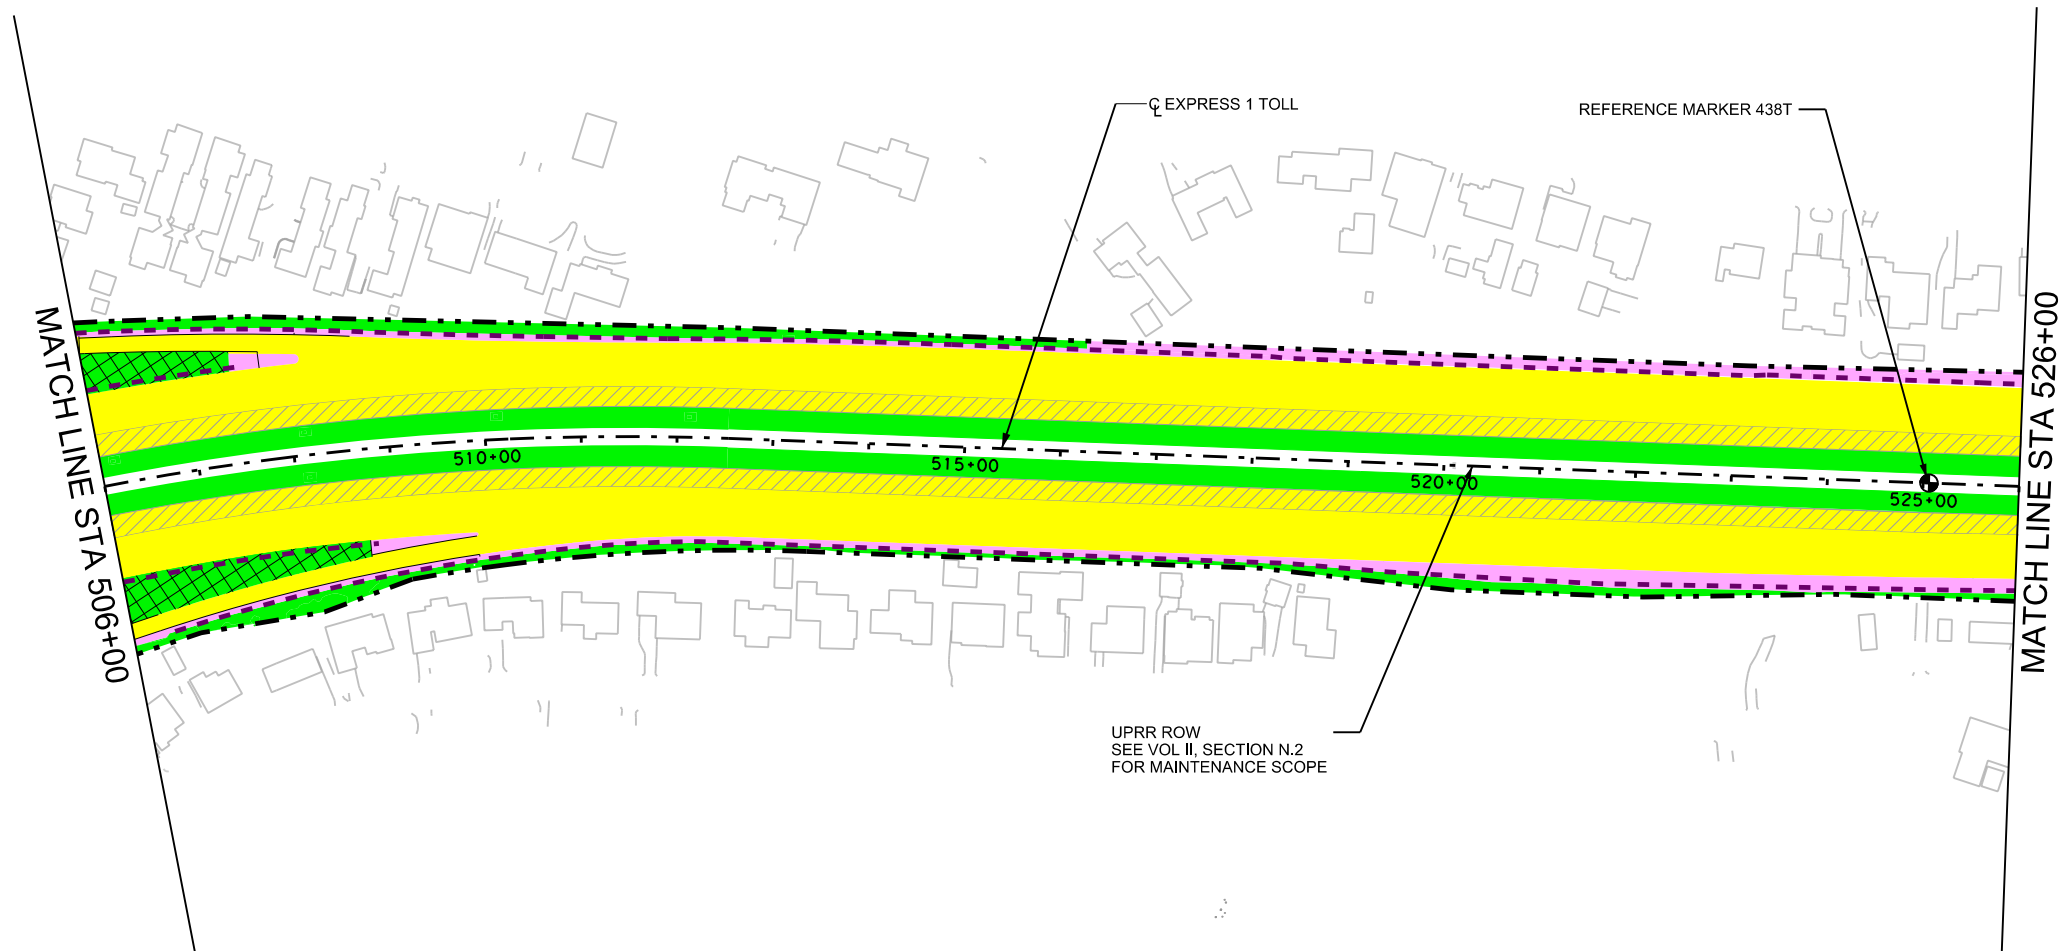 ℄ EXPRESS 1 TOLL
REFERENCE MARKER 438T
MATCH LINE STA 506+00
510+00
515+00
520+00
525+00
MATCH LINE STA 526+00
UPRR ROW
SEE VOL II, SECTION N.2
FOR MAINTENANCE SCOPE